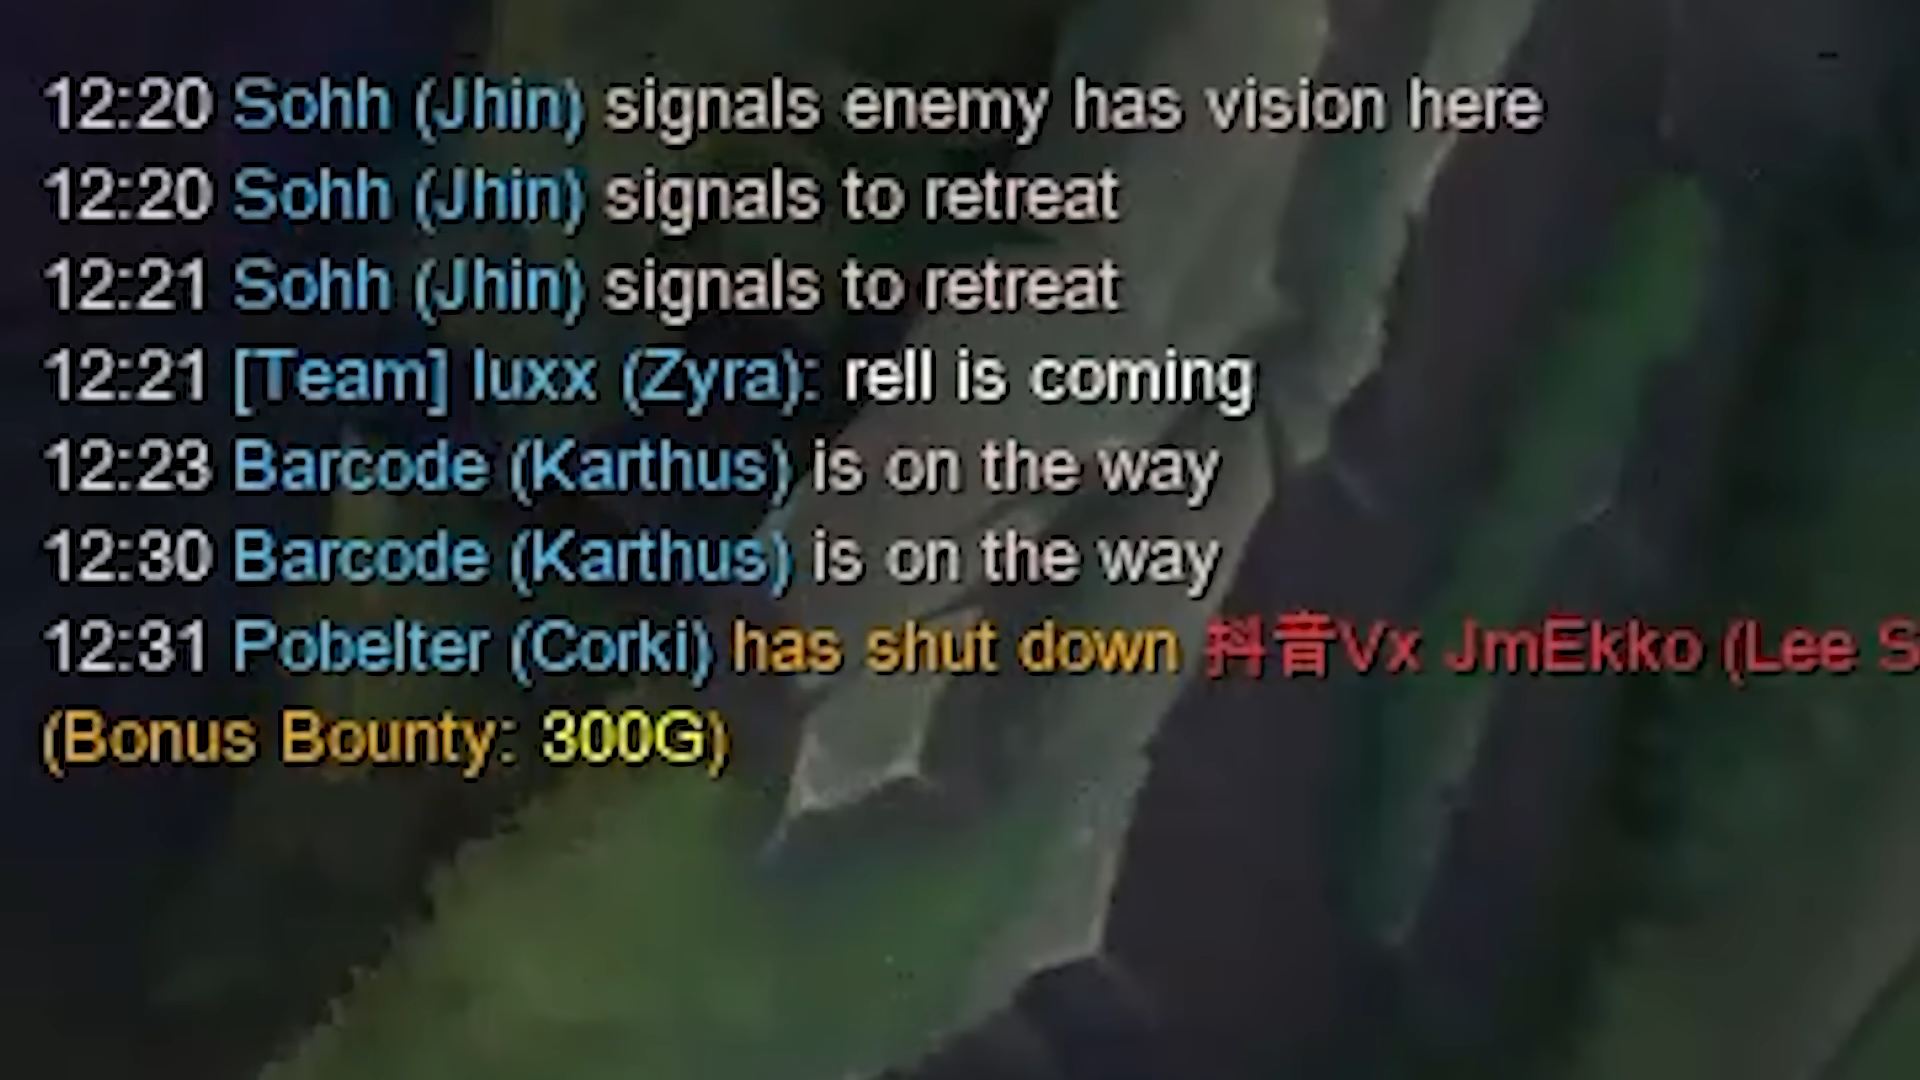 12:20 Sohh (Jhin) signals enemy has vision here
12:20 Sohh (Jhin) signals to retreat
12:21 Sohh (Jhin) signals to retreat
12:21 [Team] luxx (Zyra): rell is coming
12:23 Barcode (Karthus) is on the way
12:30 Barcode (Karthus) is on the way
12:31 Pobelter (Corki) has shut down 抖音Vx JmEkko (Lee S
(Bonus Bounty: 300G)